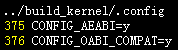 ../build_kernel/.config
375 CONFIG_AEABI=y
376 CONFIG_OABI_COMPAT=y